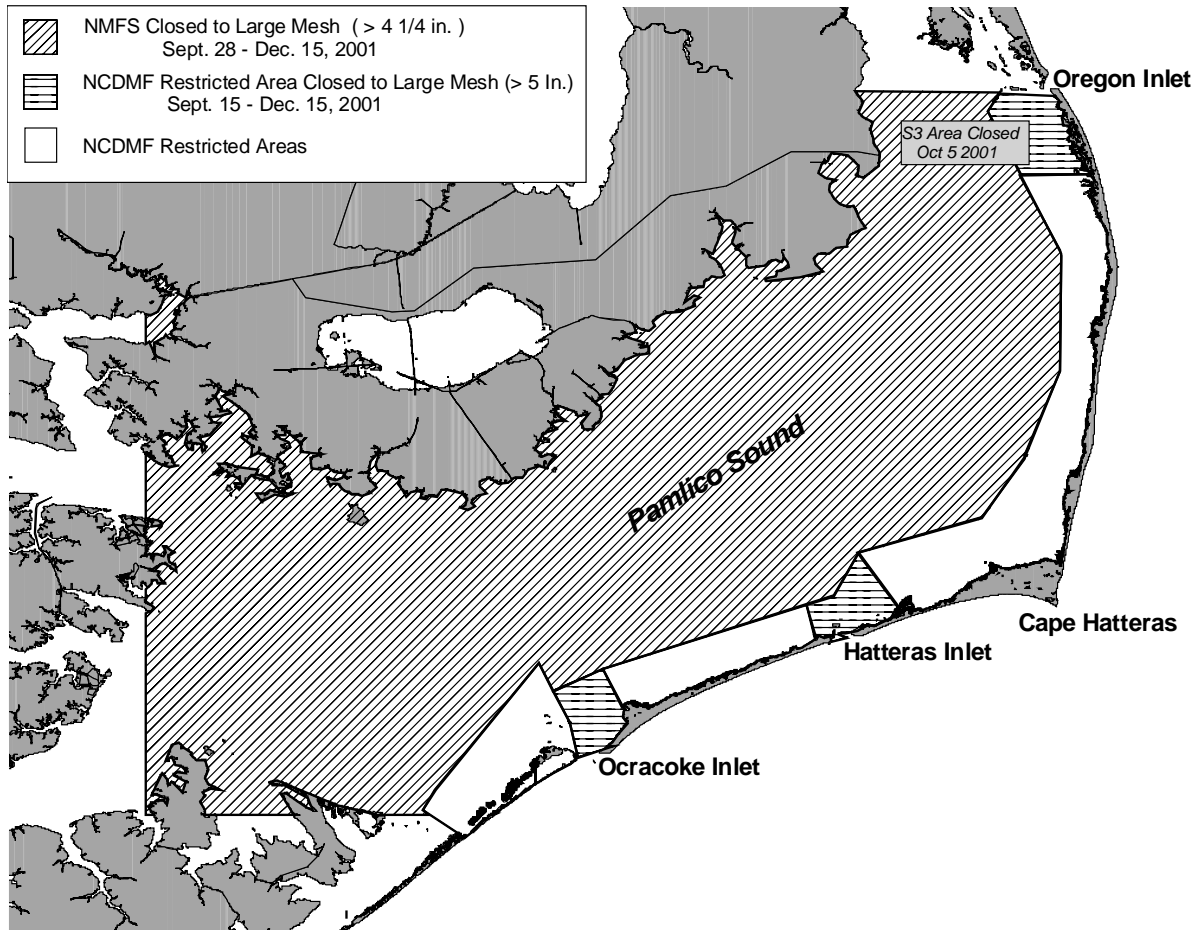 NMFS Closed to Large Mesh ( > 4 1/4 in. )
Sept. 28 - Dec. 15, 2001
NCDMF Restricted Area Closed to Large Mesh (> 5 In.)
Sept. 15 - Dec. 15, 2001
NCDMF Restricted Areas
Oregon Inlet
S3 Area Closed
Oct 5 2001
Pamlico Sound
Cape Hatteras
Hatteras Inlet
Ocracoke Inlet